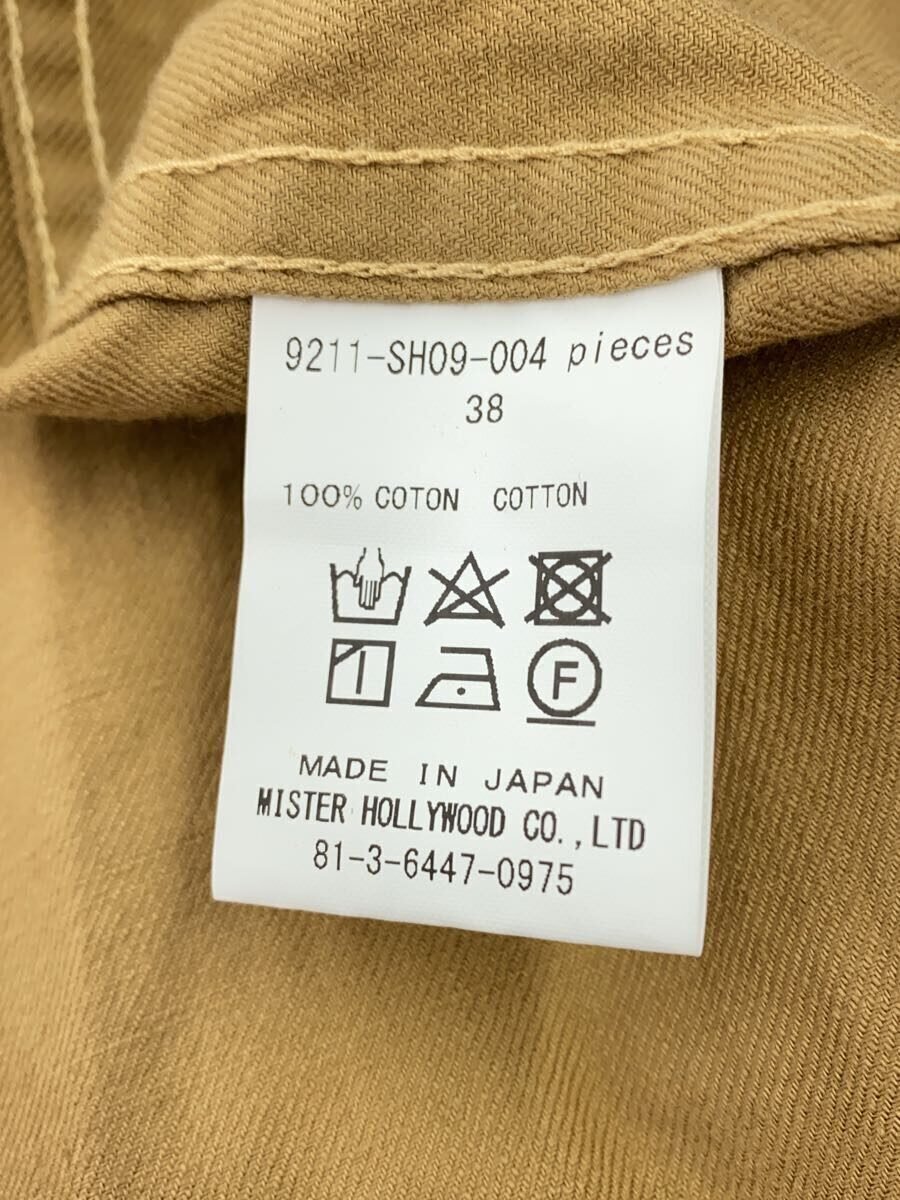 9211-SH09-004 pieces
38
100% COTON COTTON
F
MADE IN JAPAN
MISTER HOLLYWOOD CO.,LTD
81-3-6447-0975